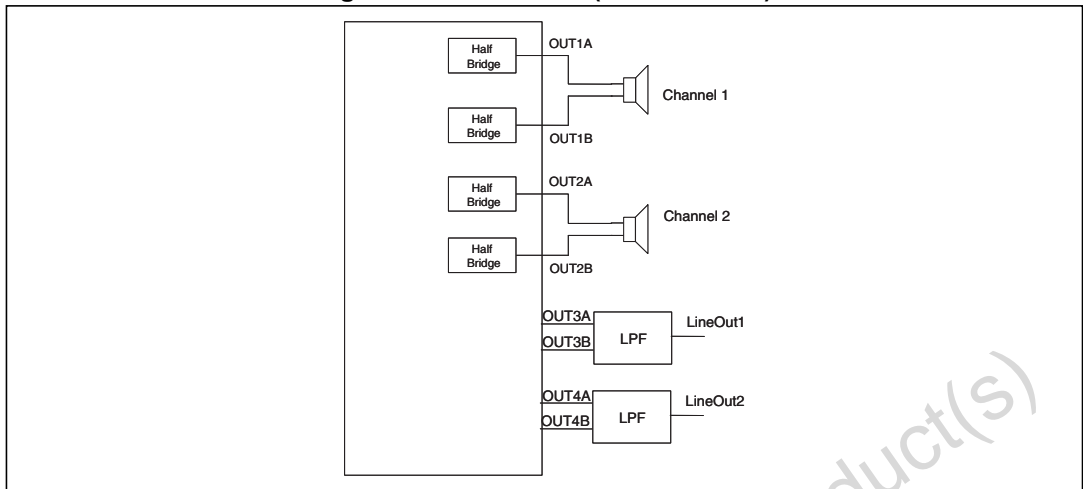 Half
Bridge
OUT1A
Channel 1
Half
Bridge
OUT1B
Half
Bridge
OUT2A
Channel 2
Half
Bridge
OUT2B
OUT3A
OUT3B
LPF
LineOut1
OUT4A
OUT4B
LPF
LineOut2
duct(s)